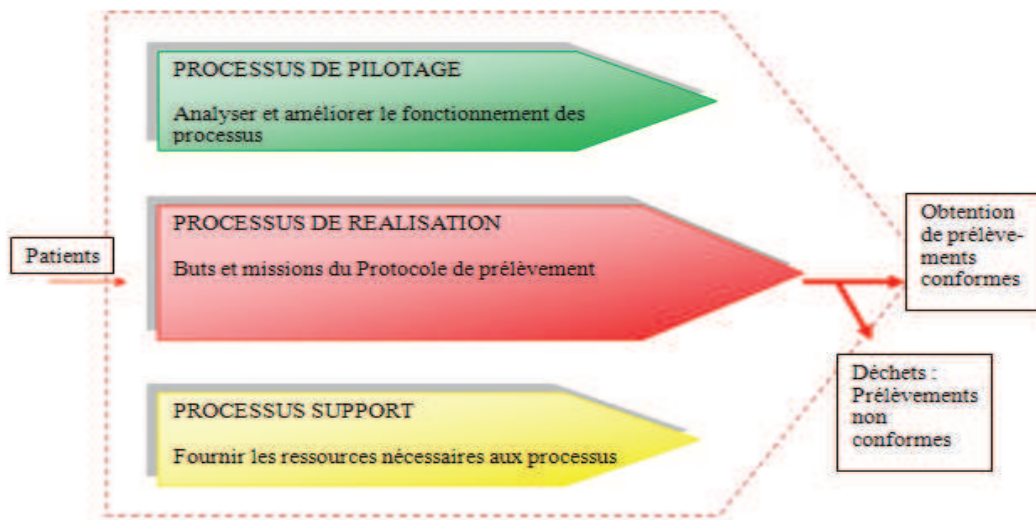 PROCESSUS DE PILOTAGE
Analyser et améliorer le fonctionnement des
processus
Patients
PROCESSUS DE REALISATION
Buts et missions du Protocole de prélèvement
Obtention
de prélève-
ments
conformes
Déchets :
Prélèvements
non
conformes
PROCESSUS SUPPORT
Fournir les ressources nécessaires aux processus